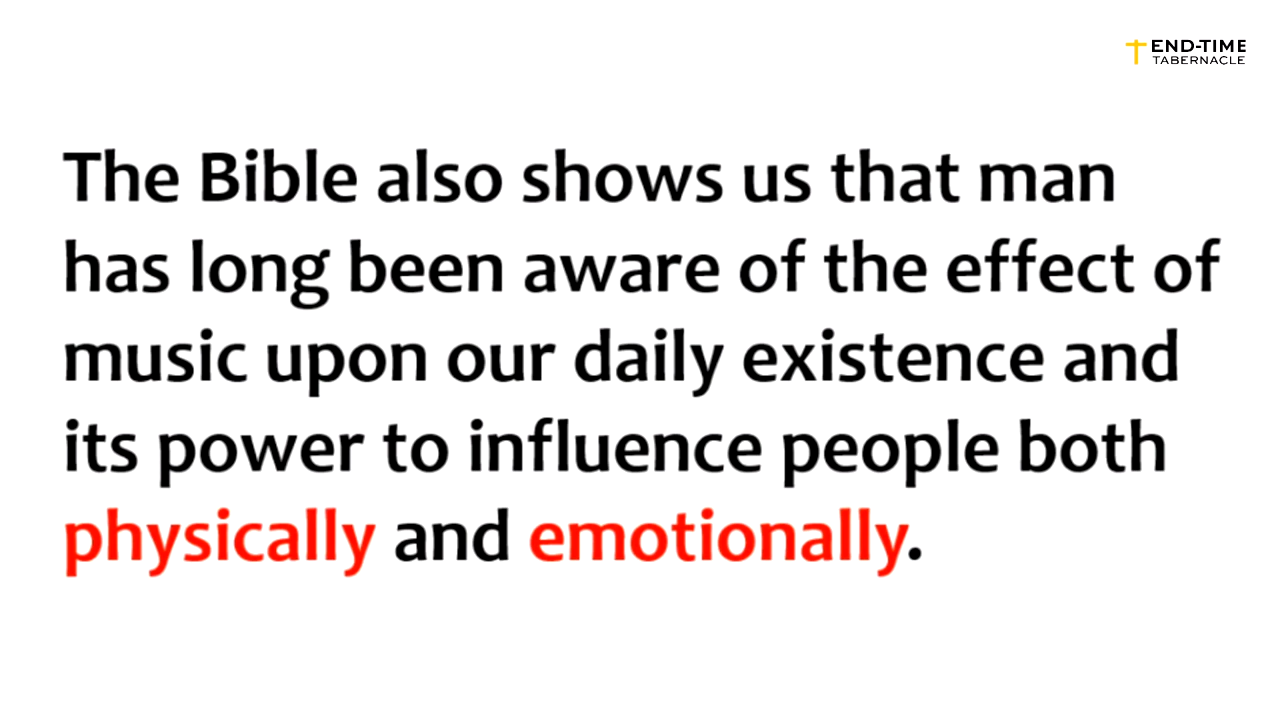 END-TIME
TABERNACLE
The Bible also shows us that man
has long been aware of the effect of
music upon our daily existence and
its power to influence people both
physically and emotionally.